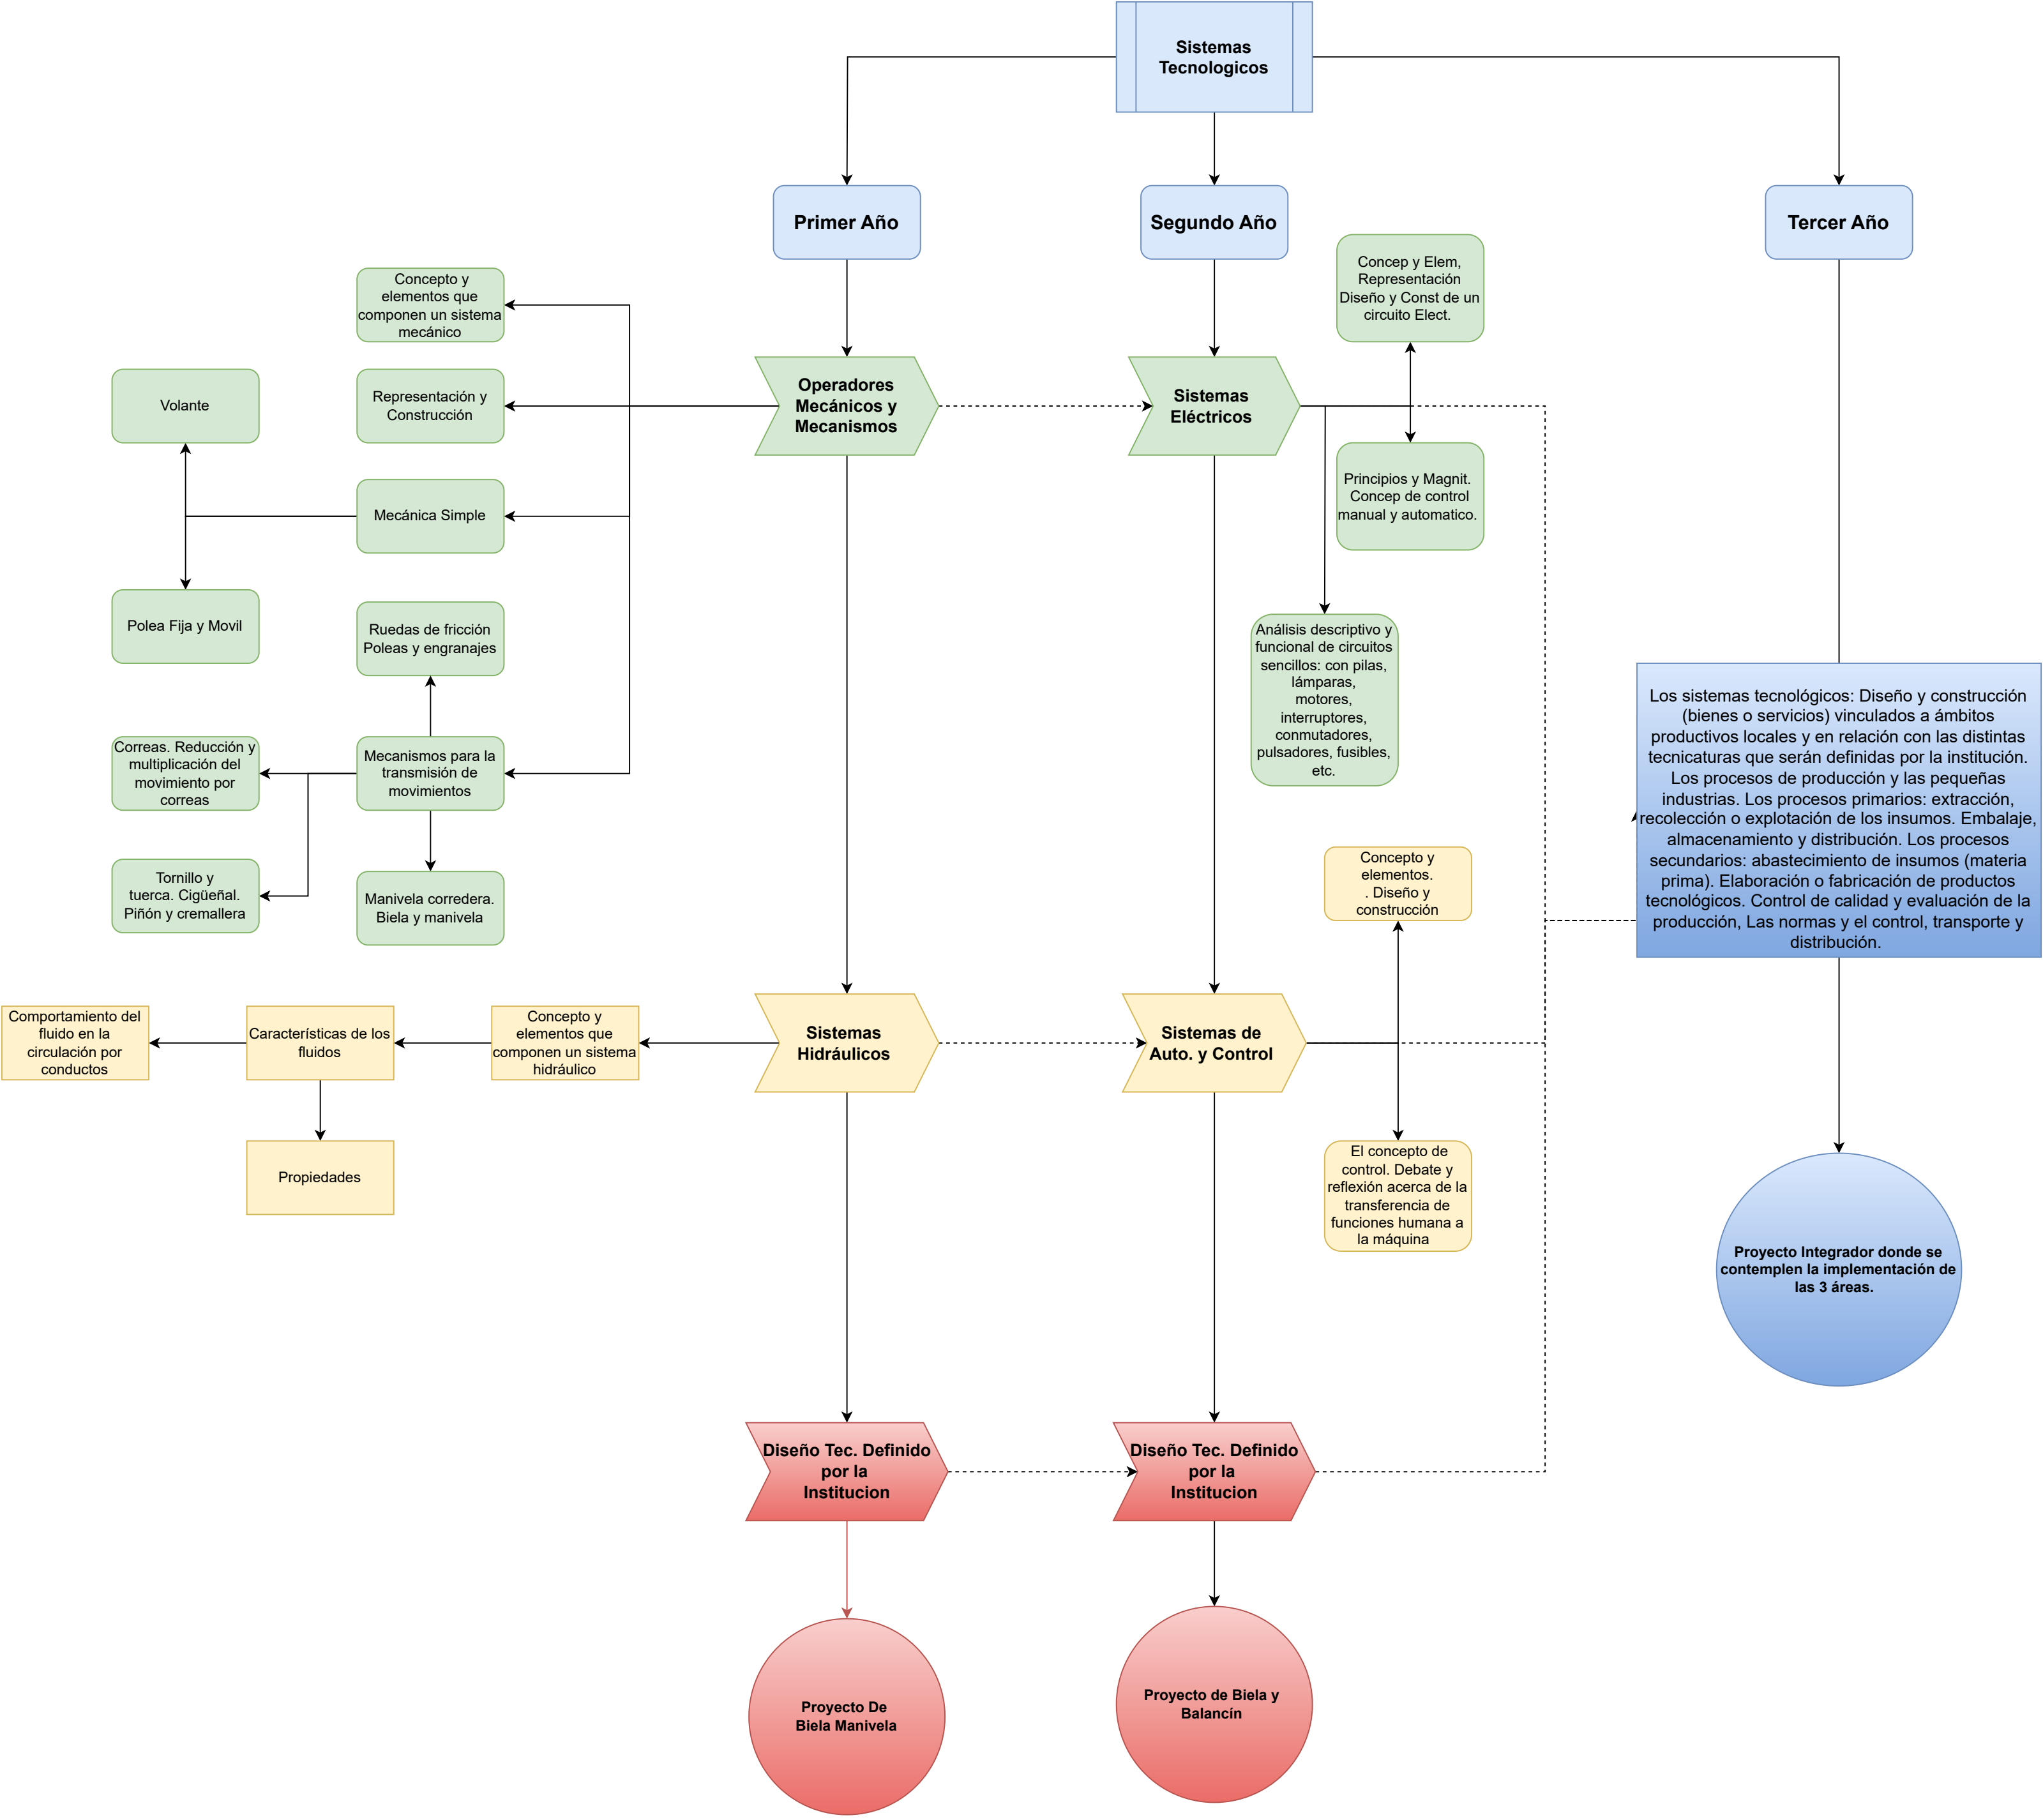 Sistemas
Tecnologicos
Primer Año
Segundo Año
Tercer Año
Concepto y
elementos que
componen un sistema
mecánico
Concep y Elem,
Representación
Diseño y Const de un
circuito Elect.
Volante
Representación y
Construcción
Operadores
Mecánicos y
Mecanismos
Sistemas
Eléctricos
Mecánica Simple
Principios y Magnit.
Concep de control
manual y automatico.
Polea Fija y Movil
Ruedas de fricción
Poleas y engranajes
Análisis descriptivo y
funcional de circuitos
sencillos: con pilas,
lámparas,
motores,
interruptores,
conmutadores,
pulsadores, fusibles,
etc.
Correas. Reducción y
multiplicación del
movimiento por
correas
Mecanismos para la
transmisión de
movimientos
Tornillo y
tuerca. Cigüeñal.
Piñón y cremallera
Manivela corredera.
Biela y manivela
Los sistemas tecnológicos: Diseño y construcción
(bienes o servicios) vinculados a ámbitos
productivos locales y en relación con las distintas
tecnicaturas que serán definidas por la institución.
Los procesos de producción y las pequeñas
industrias. Los procesos primarios: extracción,
recolección o explotación de los insumos. Embalaje,
almacenamiento y distribución. Los procesos
secundarios: abastecimiento de insumos (materia
prima). Elaboración o fabricación de productos
tecnológicos. Control de calidad y evaluación de la
producción, Las normas y el control, transporte y
distribución.
Concepto y
elementos.
. Diseño y
construcción
Comportamiento del
fluido en la
circulación por
conductos
Características de los
fluidos
Concepto y
elementos que
componen un sistema
hidráulico
Sistemas
Hidráulicos
Sistemas de
Auto. y Control
Propiedades
El concepto de
control. Debate y
reflexión acerca de la
transferencia de
funciones humana a
la máquina
Proyecto Integrador donde se
contemplen la implementación de
las 3 áreas.
Diseño Tec. Definido
por la
Institucion
Diseño Tec. Definido
por la
Institucion
Proyecto De
Biela Manivela
Proyecto de Biela y
Balancín